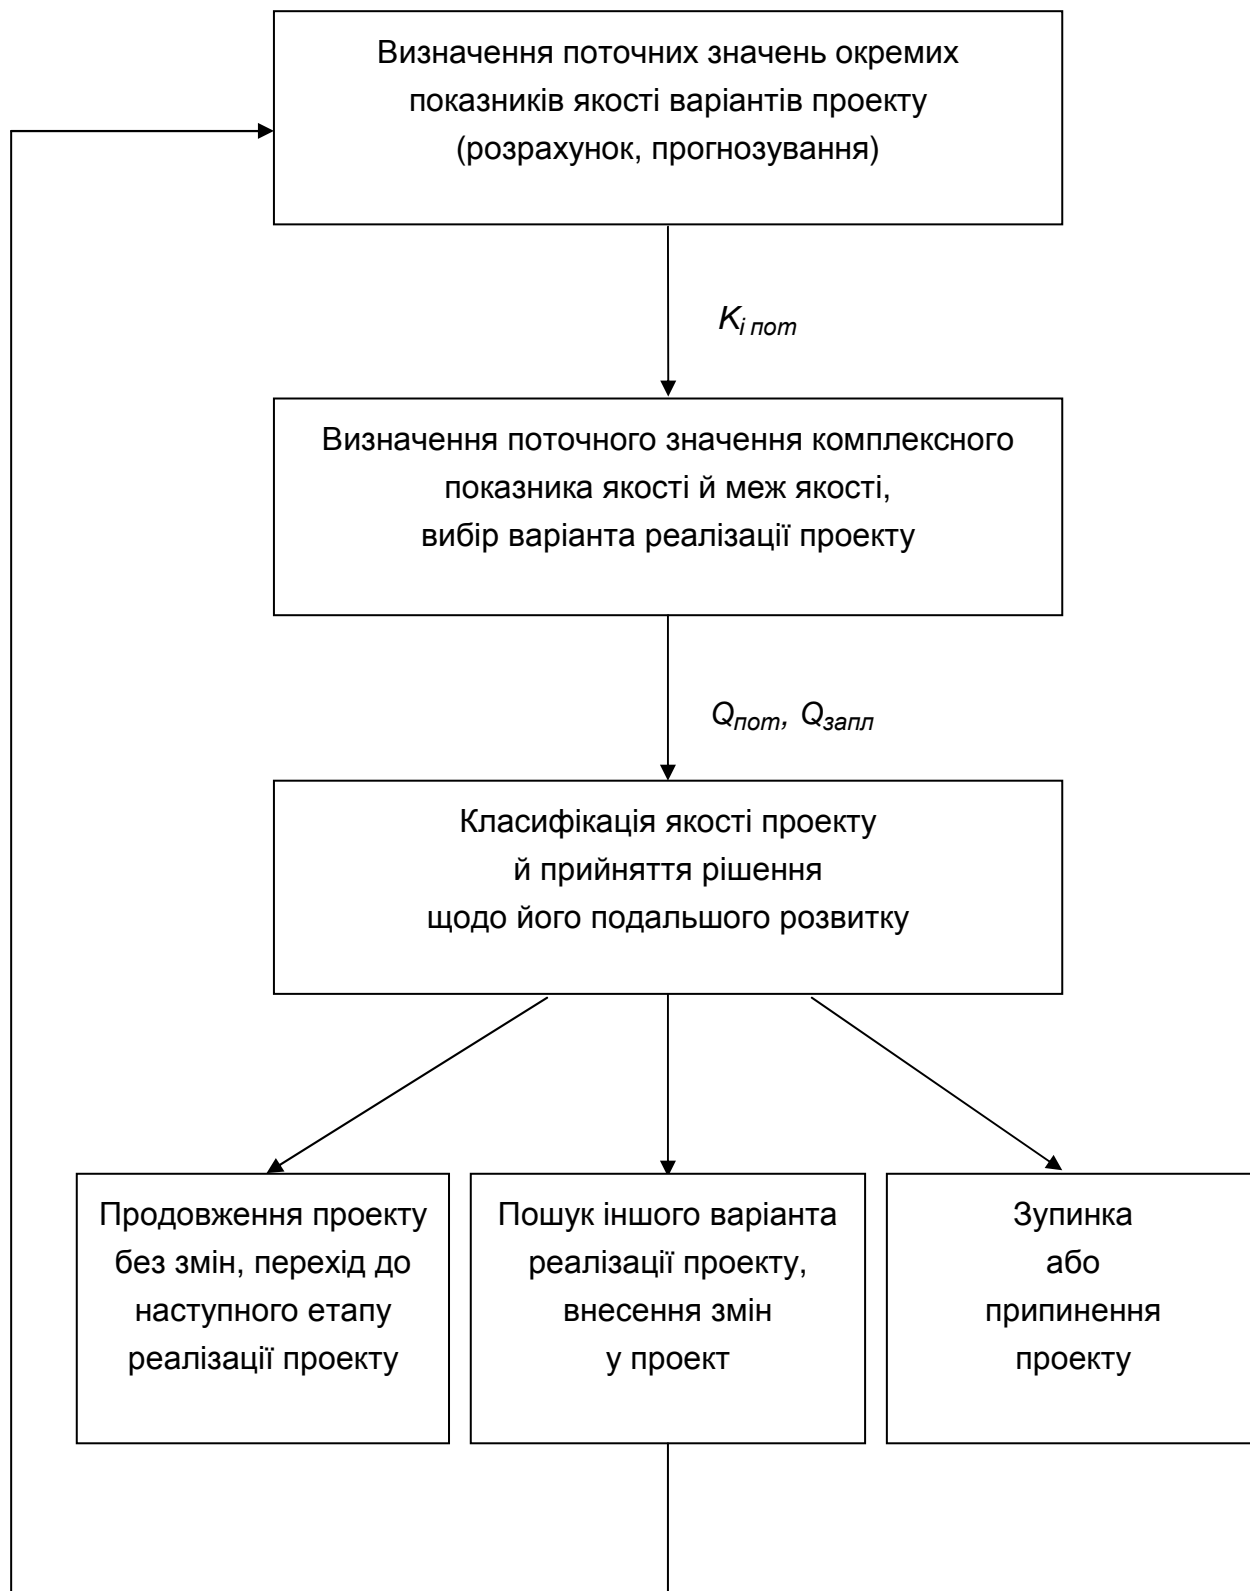 Визначення поточних значень окремих
показників якості варіантів проекту
(розрахунок, прогнозування)
Kі пот
Визначення поточного значення комплексного
показника якості й меж якості,
вибір варіанта реалізації проекту
Qпот, Qзапл
Класифікація якості проекту
й прийняття рішення
щодо його подальшого розвитку
Продовження проекту
без змін, перехід до
наступного етапу
реалізації проекту
Пошук іншого варіанта
реалізації проекту,
внесення змін
у проект
Зупинка
або
припинення
проекту